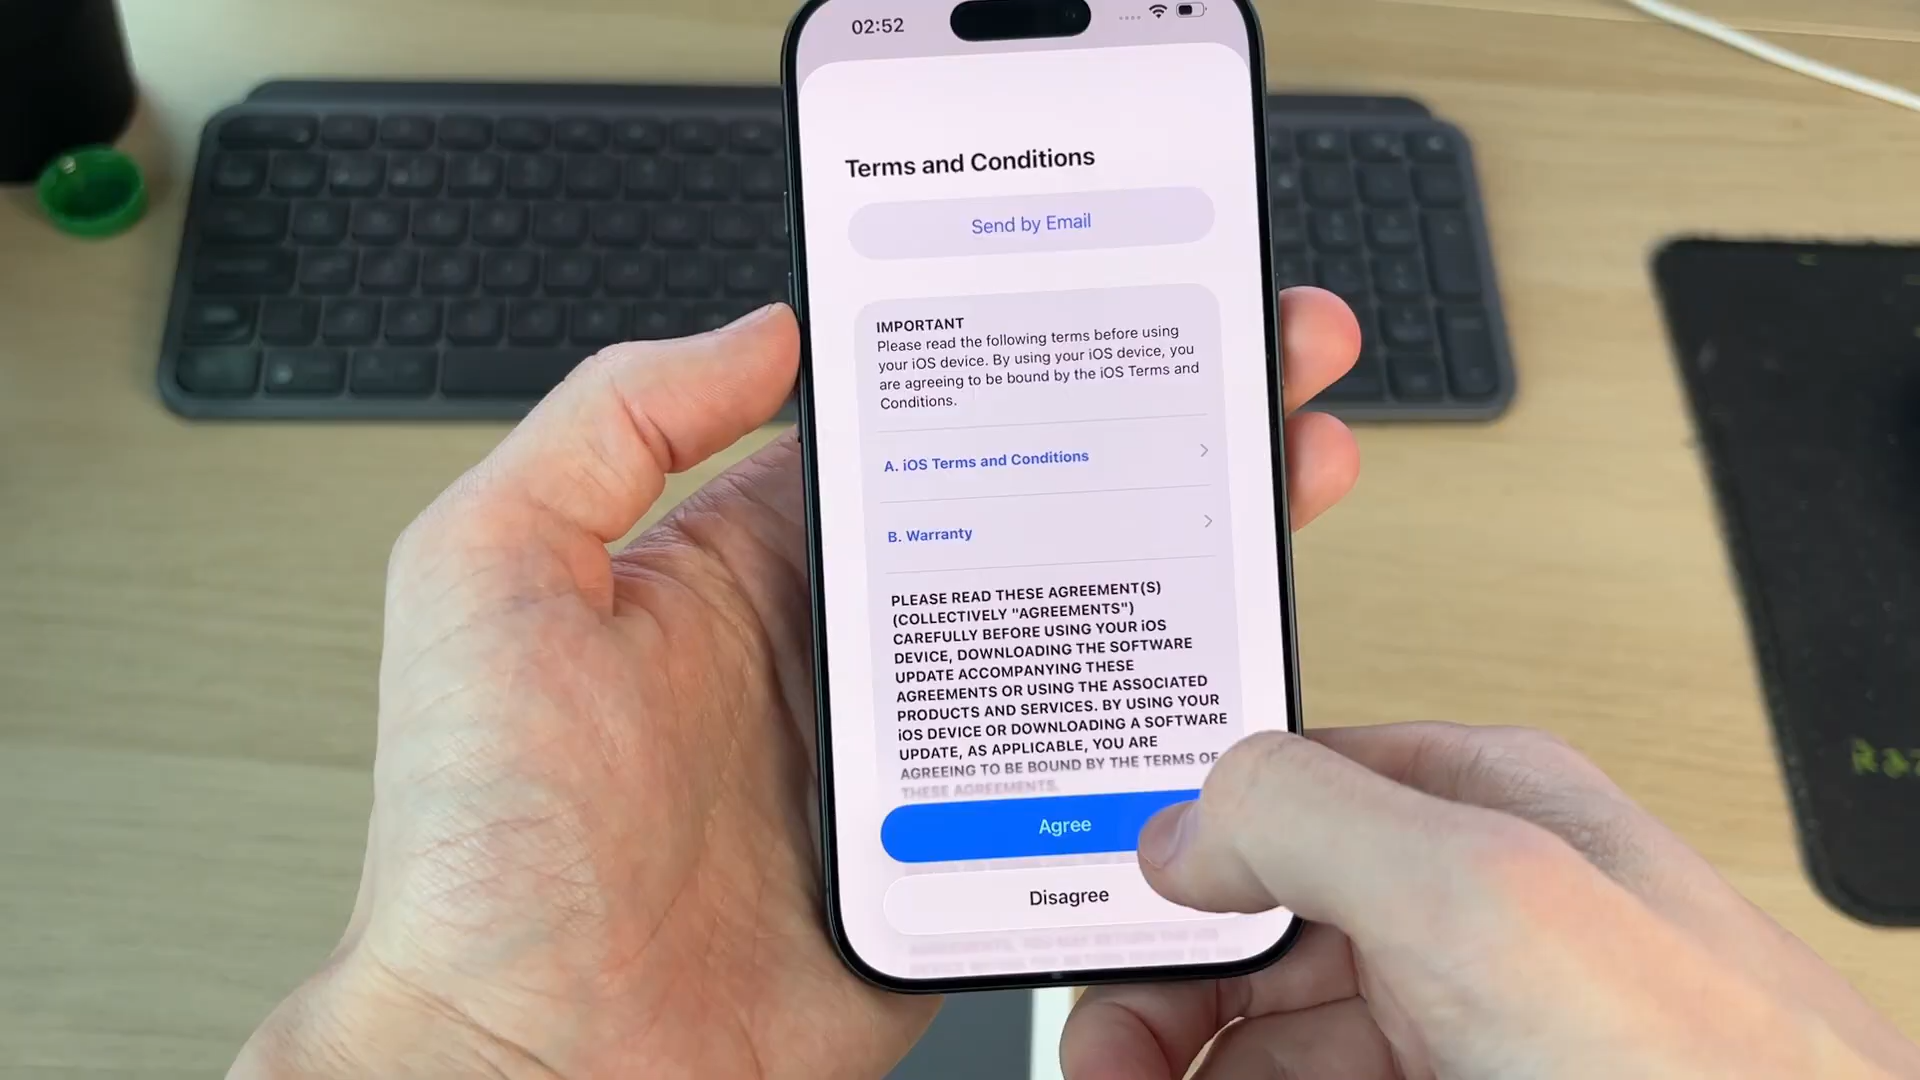 02:52
Terms and Conditions
Send by Email
IMPORTANT
Please read the following terms before using
your iOS device. By using your iOS device, you
are agreeing to be bound by the iOS Terms and
Conditions.
A. iOS Terms and Conditions
B. Warranty
PLEASE READ THESE AGREEMENT(S)
(COLLECTIVELY "AGREEMENTS")
CAREFULLY BEFORE USING YOUR iOS
DEVICE, DOWNLOADING THE SOFTWARE
UPDATE ACCOMPANYING THESE
AGREEMENTS OR USING THE ASSOCIATED
PRODUCTS AND SERVICES. BY USING YOUR
iOS DEVICE OR DOWNLOADING A SOFTWARE
UPDATE, AS APPLICABLE, YOU ARE
AGREEING TO BE BOUND BY THE TERMS OF
THESE AGREEMENTS.
Agree
Disagree